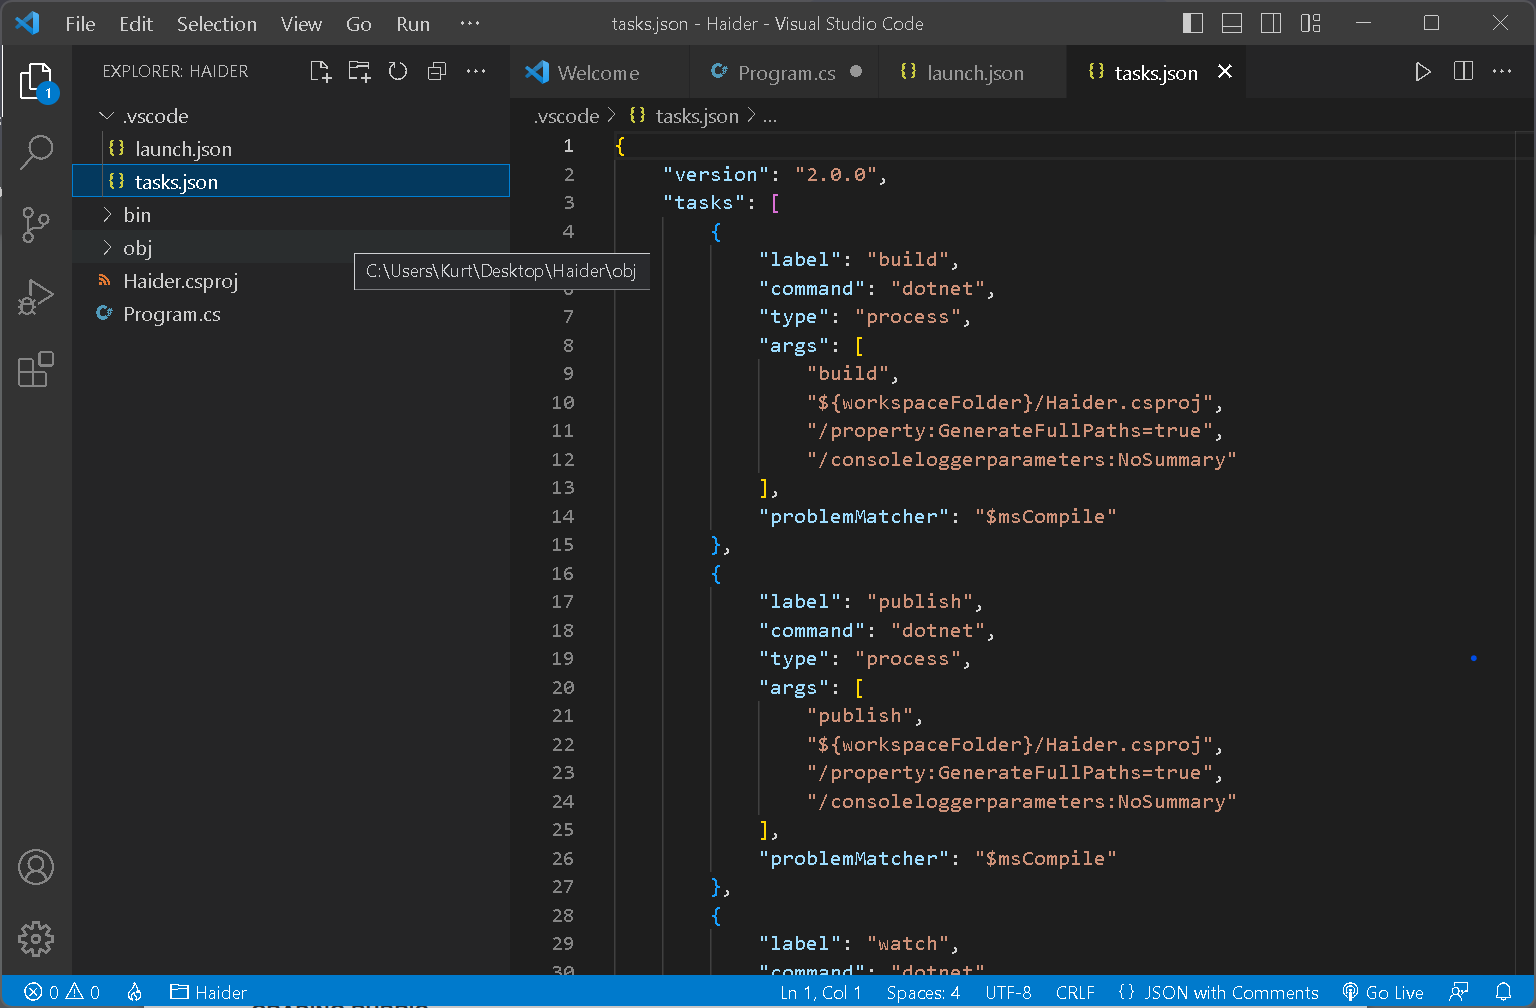 File Edit Selection View Go Run ···
tasks.json - Haider - Visual Studio Code
EXPLORER: HAIDER
.vscode
launch.json
tasks.json
bin
obj
Haider.csproj
Program.cs
1
C:\Users\Kurt\Desktop\Haider\obj
Welcome
Program.cs
launch.json
tasks.json
.vscode > {} tasks.json > ...
1 {
2 "version": "2.0.0",
3 "tasks": [
4 {
"label": "build",
"command": "dotnet",
7 "type": "process",
8 "args": [
9 "build",
10 "${workspaceFolder}/Haider.csproj",
11 "/property:GenerateFullPaths=true",
12 "/consoleloggerparameters:NoSummary"
13 ],
14 "problemMatcher": "$msCompile"
15 },
16 {
17 "label": "publish",
18 "command": "dotnet",
19 "type": "process",
20 "args": [
21 "publish",
22 "${workspaceFolder}/Haider.csproj",
23 "/property:GenerateFullPaths=true",
24 "/consoleloggerparameters:NoSummary"
25 ],
26 "problemMatcher": "$msCompile"
27 },
28 {
29 "label": "watch",
30 "command": "dotnet"
0 0 Haider Ln 1, Col 1 Spaces: 4 UTF-8 CRLF {} JSON with Comments Go Live